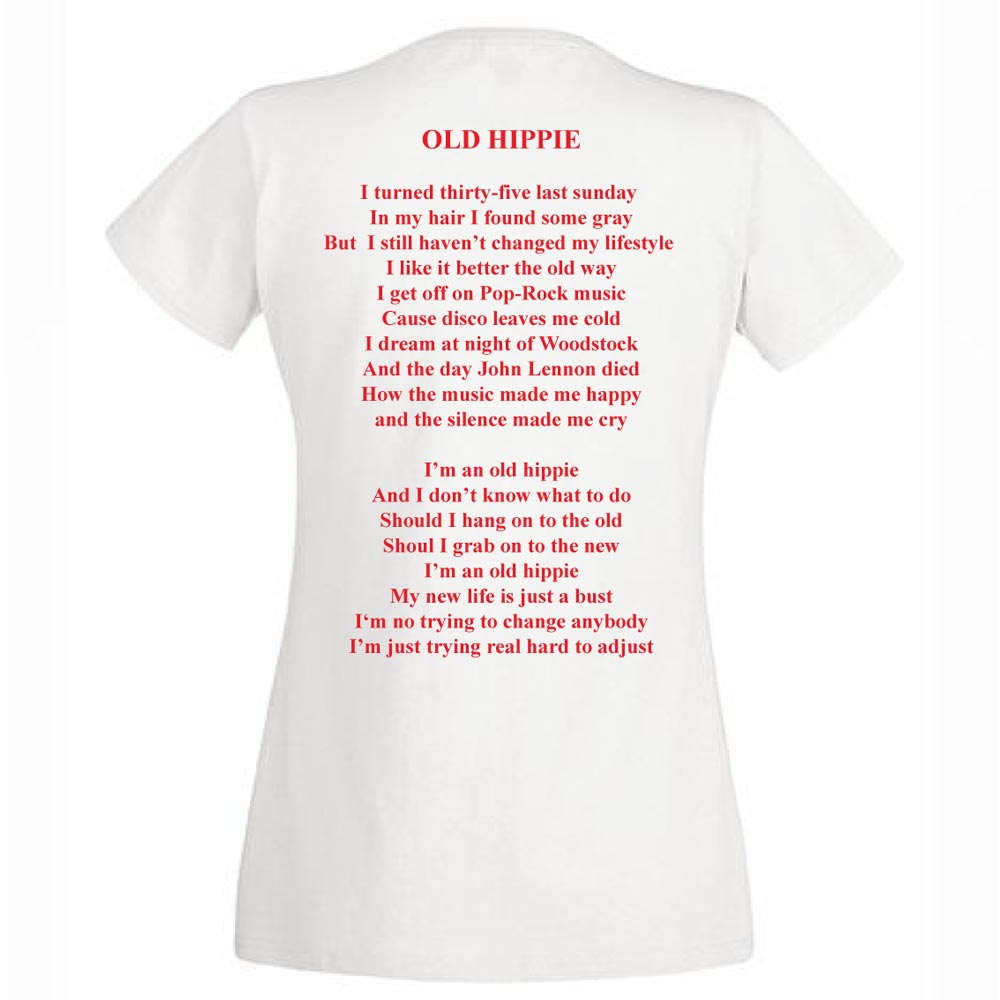 OLD HIPPIE
I turned thirty-five last sunday
In my hair I found some gray
But  I still haven’t changed my lifestyle
I like it better the old way
I get off on Pop-Rock music
Cause disco leaves me cold
I dream at night of Woodstock
And the day John Lennon died
How the music made me happy
and the silence made me cry
I’m an old hippie
And I don’t know what to do
Should I hang on to the old
Shoul I grab on to the new
I’m an old hippie
My new life is just a bust
I‘m no trying to change anybody
I’m just trying real hard to adjust